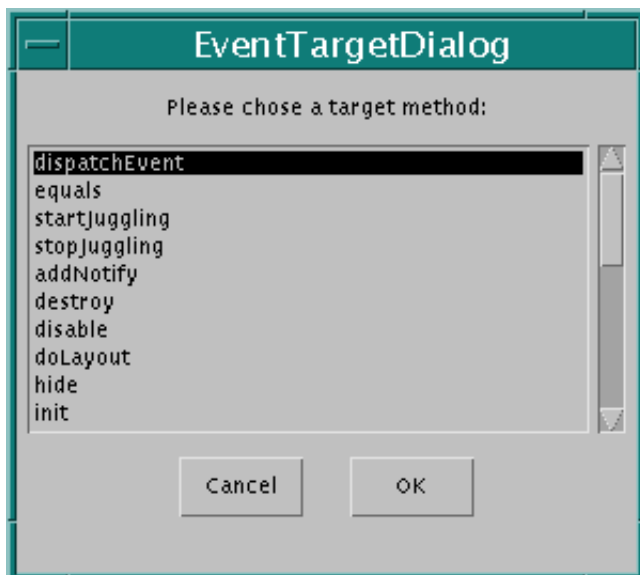 EventTargetDialog
Please chose a target method:
dispatchEvent
equals
startJuggling
stopJuggling
addNotify
destroy
disable
doLayout
hide
init
Cancel OK